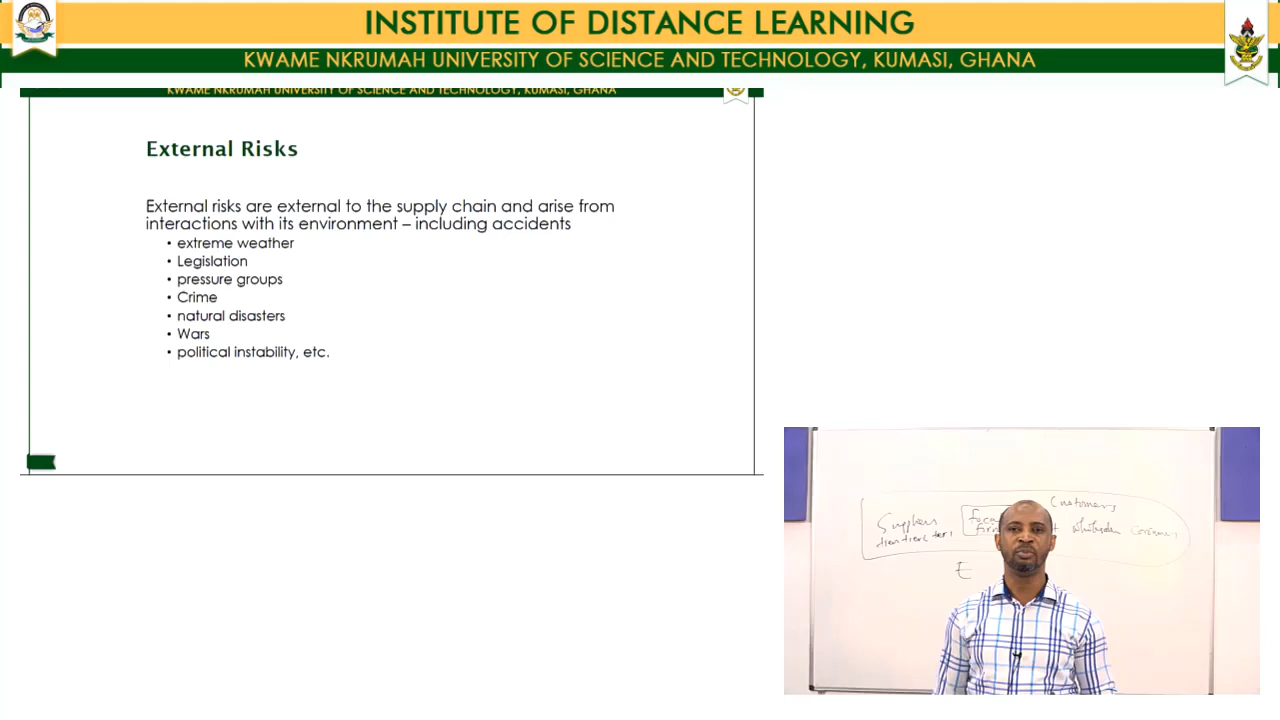 INSTITUTE OF DISTANCE LEARNING
KWAME NKRUMAH UNIVERSITY OF SCIENCE AND TECHNOLOGY, KUMASI, GHANA
KWAME NKRUMAH UNIVERSITY OF SCIENCE AND TECHNOLOGY, KUMASI, GHANA
External Risks
External risks are external to the supply chain and arise from
interactions with its environment – including accidents
• extreme weather
• Legislation
• pressure groups
• Crime
• natural disasters
• Wars
• political instability, etc.
Customers
Suppliers
E